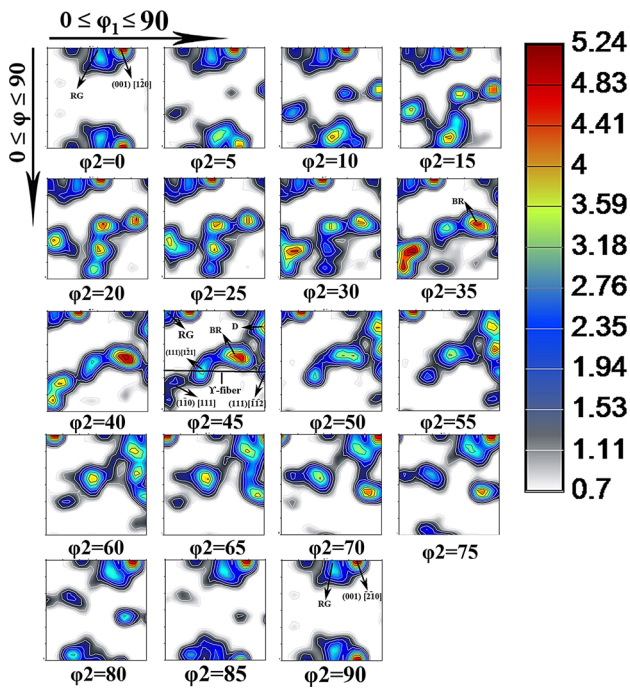 0 ≤ φ1 ≤ 90
0 ≤ φ ≤ 90
RG
(001) [1̄2̄0]
φ2=0
φ2=5
φ2=10
φ2=15
BR
φ2=20
φ2=25
φ2=30
φ2=35
RG
BR
D
(111)[1̄2̄1]
ϒ-fiber
(11̄0) [111]
(111)[1̄1̄2]
φ2=40
φ2=45
φ2=50
φ2=55
φ2=60
φ2=65
φ2=70
φ2=75
RG
(001) [2̄1̄0]
φ2=80
φ2=85
φ2=90
5.24
4.83
4.41
4
3.59
3.18
2.76
2.35
1.94
1.53
1.11
0.7